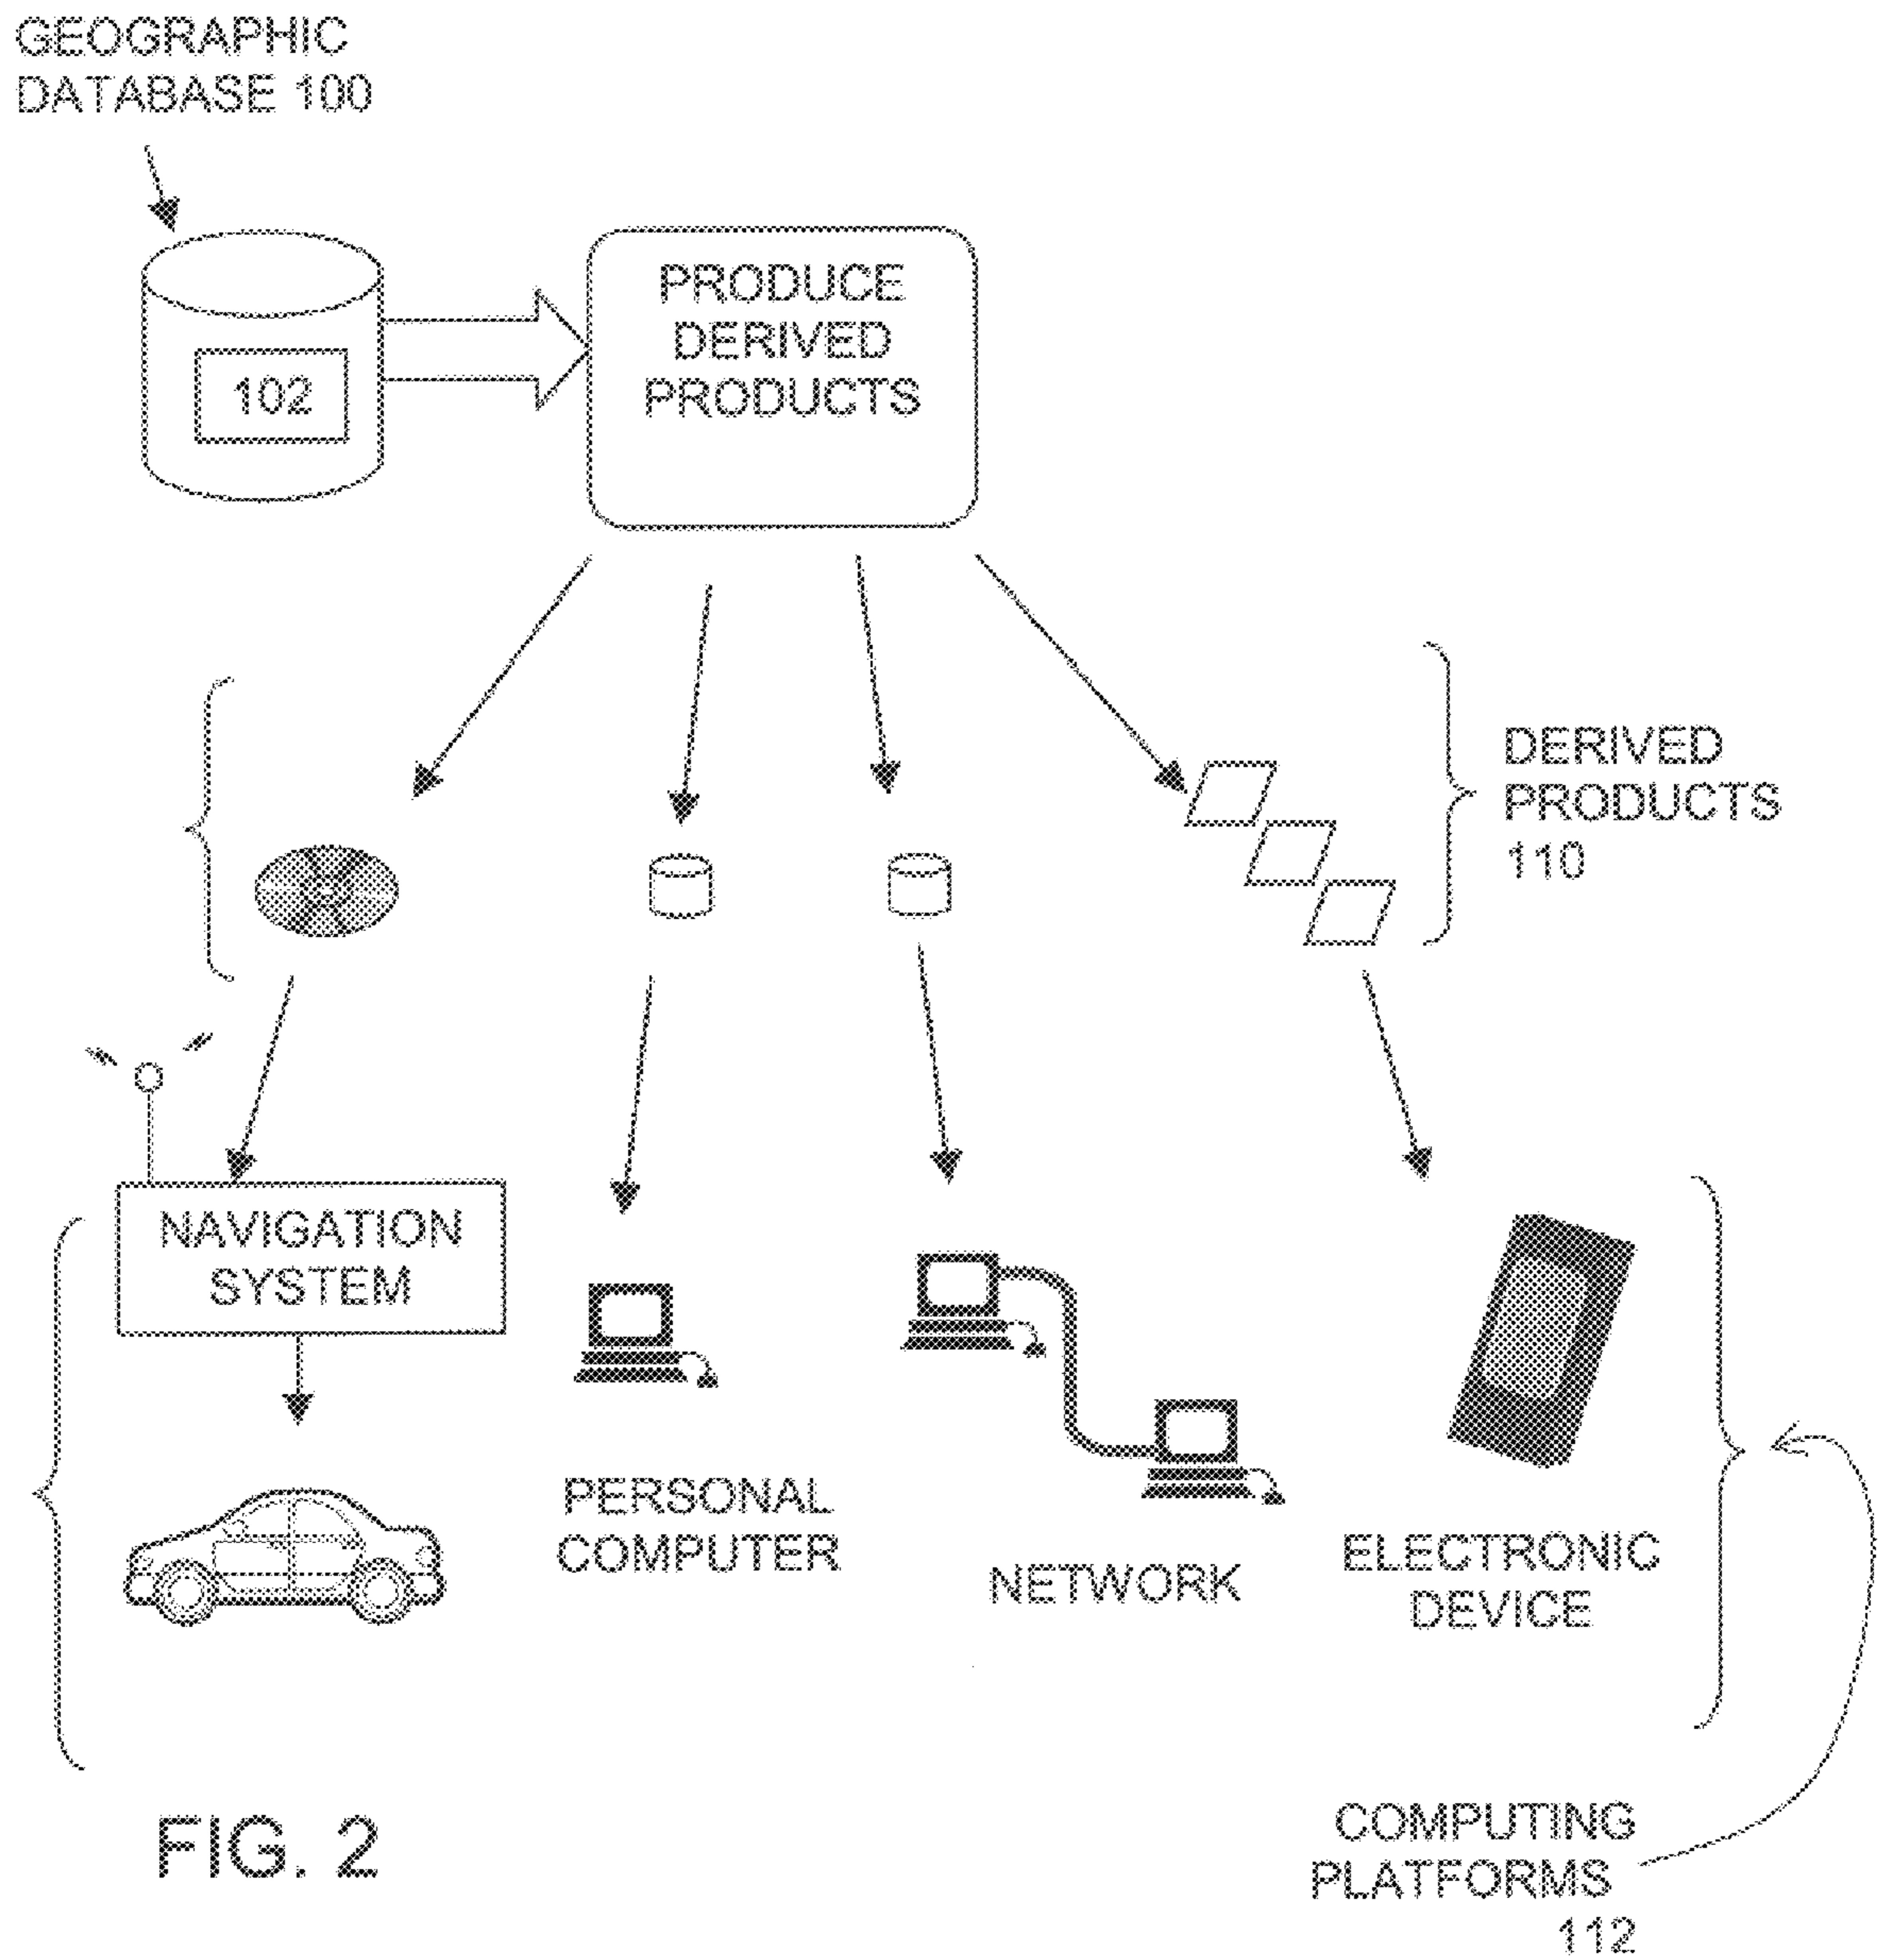 GEOGRAPHIC
DATABASE 100
102
PRODUCE
DERIVED
PRODUCTS
DERIVED
PRODUCTS
110
NAVIGATION
SYSTEM
PERSONAL
COMPUTER
NETWORK
ELECTRONIC
DEVICE
FIG. 2
COMPUTING
PLATFORMS
112